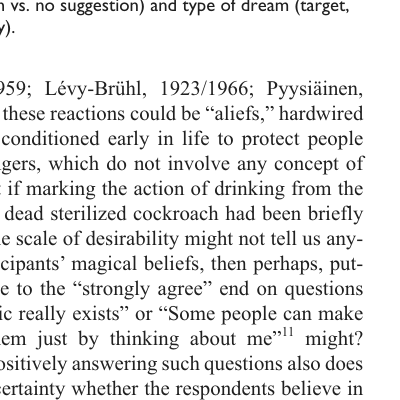 vs. no suggestion) and type of dream (target,
959; Lévy-Brühl, 1923/1966; Pyysiäinen,
these reactions could be “aliefs,” hardwired
conditioned early in life to protect people
gers, which do not involve any concept of
if marking the action of drinking from the
dead sterilized cockroach had been briefly
e scale of desirability might not tell us any-
cipants’ magical beliefs, then perhaps, put-
e to the “strongly agree” end on questions
ic really exists” or “Some people can make
em just by thinking about me”11 might?
ositively answering such questions also does
certainty whether the respondents believe in